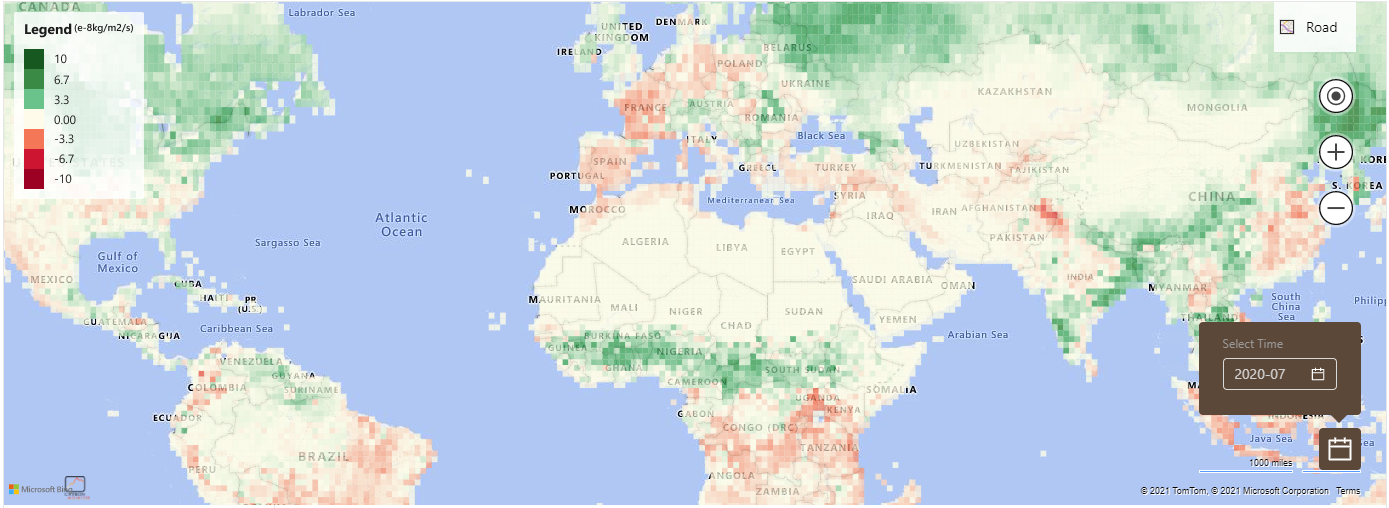 CANADA
Labrador Sea
Legend (e-8kg/m2/s)
10
6.7
3.3
0.00
-3.3
-6.7
-10
UNITED STATES
UNITED
KINGDOM
DENMARK
IRELAND
BELARUS
POLAND
UKRAINE
FRANCE
AUSTRIA
ROMANIA
ITALY
Black Sea
SPAIN
PORTUGAL
GREECE
TURKEY
Mediterranean Sea
SYRIA
IRAQ
IRAN
KAZAKHSTAN
MONGOLIA
UZBEKISTAN
TURKMENISTAN
TAJIKISTAN
AFGHANISTAN
PAKISTAN
CHINA
S. KOREA
Road
Atlantic
Ocean
Sargasso Sea
Gulf of
Mexico
MEXICO
CUBA
HAITI
PR
(U.S.)
GUATEMALA
NICARAGUA
Caribbean Sea
MOROCCO
ALGERIA
LIBYA
EGYPT
SAUDI ARABIA
OMAN
YEMEN
MAURITANIA
MALI
NIGER
CHAD
SUDAN
Arabian Sea
INDIA
MYANMAR
THAILAND
South
China
Sea
BURKINA FASO
GUINEA
GHANA
NIGERIA
CAMEROON
SOUTH SUDAN
SOMALIA
UGANDA
KENYA
GABON
CONGO (DRC)
TANZANIA
ANGOLA
ZAMBIA
VENEZUELA
GUYANA
SURINAME
COLOMBIA
ECUADOR
PERU
BRAZIL
Select Time
2020-07
INDONESIA
Java Sea
1000 miles
Microsoft Bing
© 2021 TomTom, © 2021 Microsoft Corporation Terms